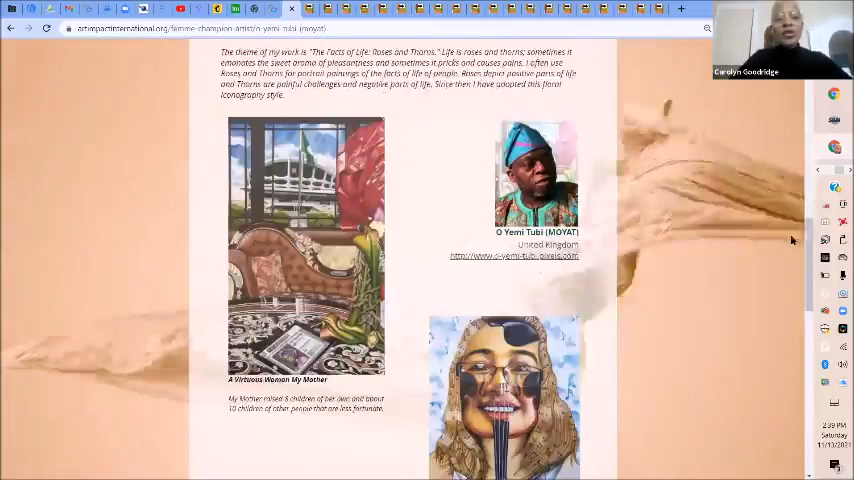 artimpactinternational.org/femme-champion-artist/o-yemi-tubi (moyat)
Carolyn Goodridge
The theme of my work is "The Facts of Life: Roses and Thorns." Life is roses and thorns; sometimes it
emanates the sweet aroma of pleasantness and sometimes it pricks and causes pains. I often use
Roses and Thorns for portrait paintings of the facts of life of people. Roses depict positive parts of life
and Thorns are painful challenges and negative parts of life. Since then I have adopted this floral
iconography style.
O Yemi Tubi (MOYAT)
United Kingdom
http://www.o-yemi-tubi.pixels.com
A Virtuous Woman My Mother
My Mother raised 8 children of her own and about
10 children of other people that are less fortunate.
2:39 PM
Saturday
11/13/2021